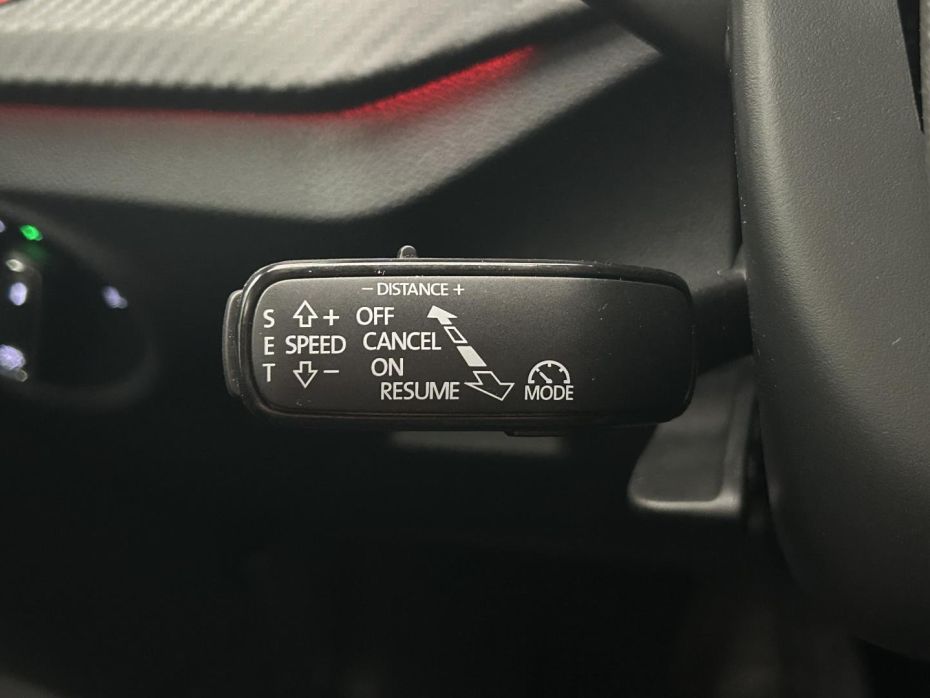 − DISTANCE +
S + OFF
E SPEED CANCEL
T − ON
RESUME MODE